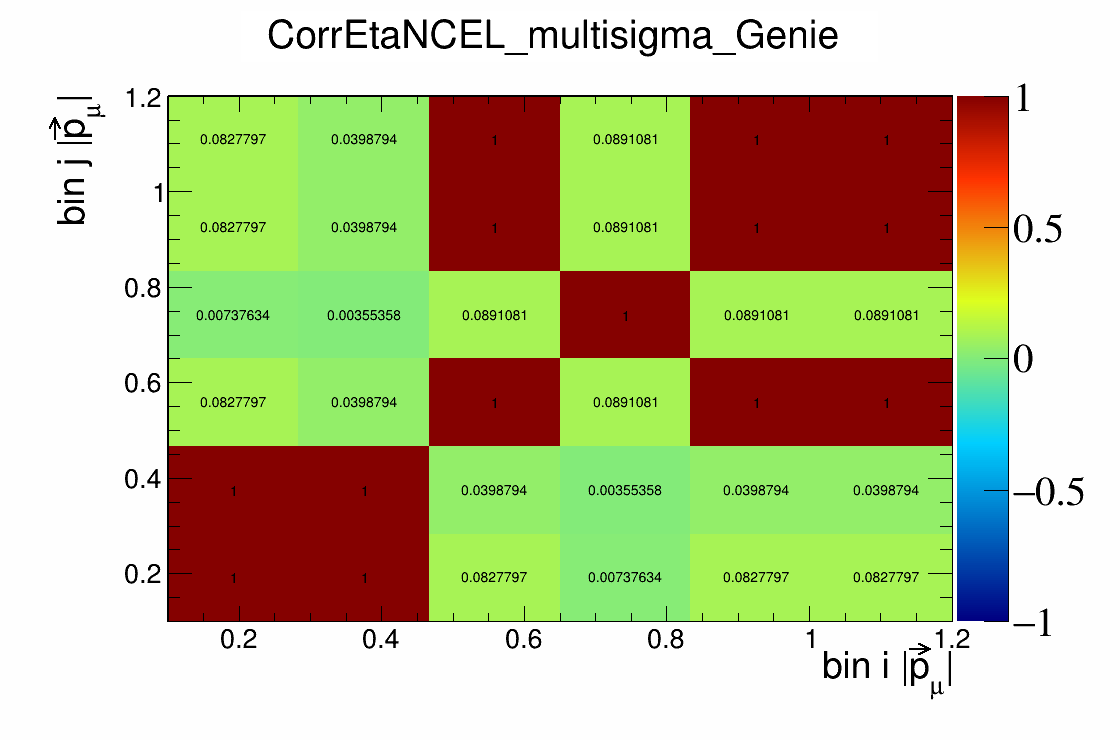 CorrEtaNCEL_multisigma_Genie
bin j |p⃗μ|
1.2
1
0.8
0.6
0.4
0.2
0.0827797 0.0398794 1 0.0891081 1 1
0.0827797 0.0398794 1 0.0891081 1 1
0.00737634 0.00355358 0.0891081 1 0.0891081 0.0891081
0.0827797 0.0398794 1 0.0891081 1 1
1 1 0.0398794 0.00355358 0.0398794 0.0398794
1 1 0.0827797 0.00737634 0.0827797 0.0827797
0.2 0.4 0.6 0.8 1 1.2
bin i |p⃗μ|
1
0.5
0
−0.5
−1